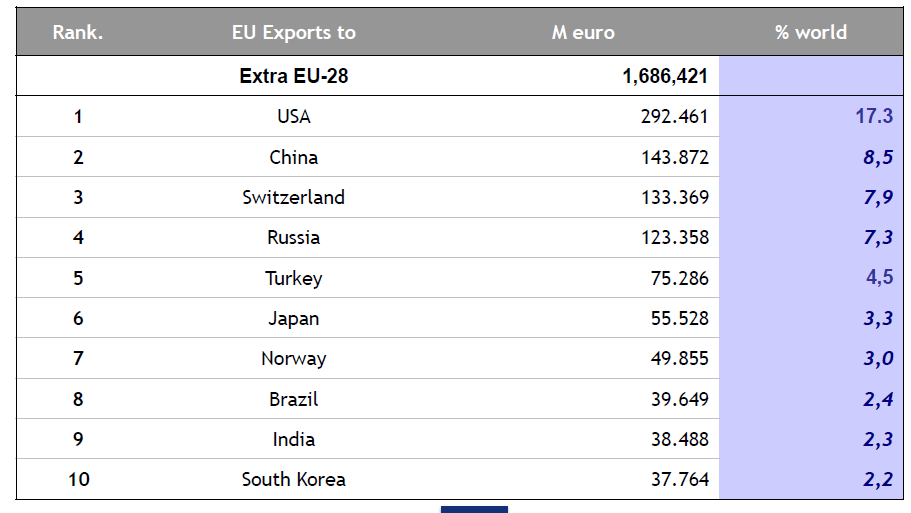 Rank. EU Exports to M euro % world
Extra EU-28 1,686,421
1 USA 292.461 17.3
2 China 143.872 8,5
3 Switzerland 133.369 7,9
4 Russia 123.358 7,3
5 Turkey 75.286 4,5
6 Japan 55.528 3,3
7 Norway 49.855 3,0
8 Brazil 39.649 2,4
9 India 38.488 2,3
10 South Korea 37.764 2,2